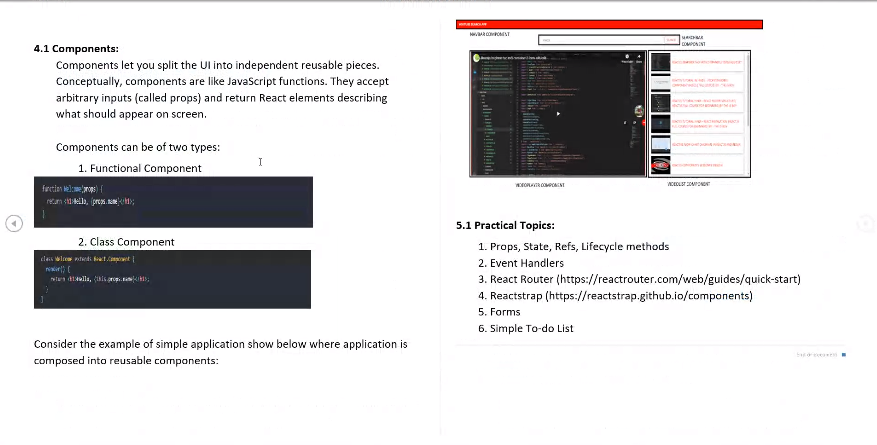 4.1 Components:
Components let you split the UI into independent reusable pieces.
Conceptually, components are like JavaScript functions. They accept
arbitrary inputs (called props) and return React elements describing
what should appear on screen.
Components can be of two types:
1. Functional Component
function Welcome(props) {
return <h1>Hello, {props.name}</h1>;
}
2. Class Component
class Welcome extends React.Component {
render() {
return <h1>Hello, {this.props.name}</h1>;
}
}
Consider the example of simple application show below where application is
composed into reusable components:
NAVBAR COMPONENT
SEARCHBAR
COMPONENT
VIDEOPLAYER COMPONENT
VIDEOLIST COMPONENT
5.1 Practical Topics:
1. Props, State, Refs, Lifecycle methods
2. Event Handlers
3. React Router (https://reactrouter.com/web/guides/quick-start)
4. Reactstrap (https://reactstrap.github.io/components)
5. Forms
6. Simple To-do List
End of document